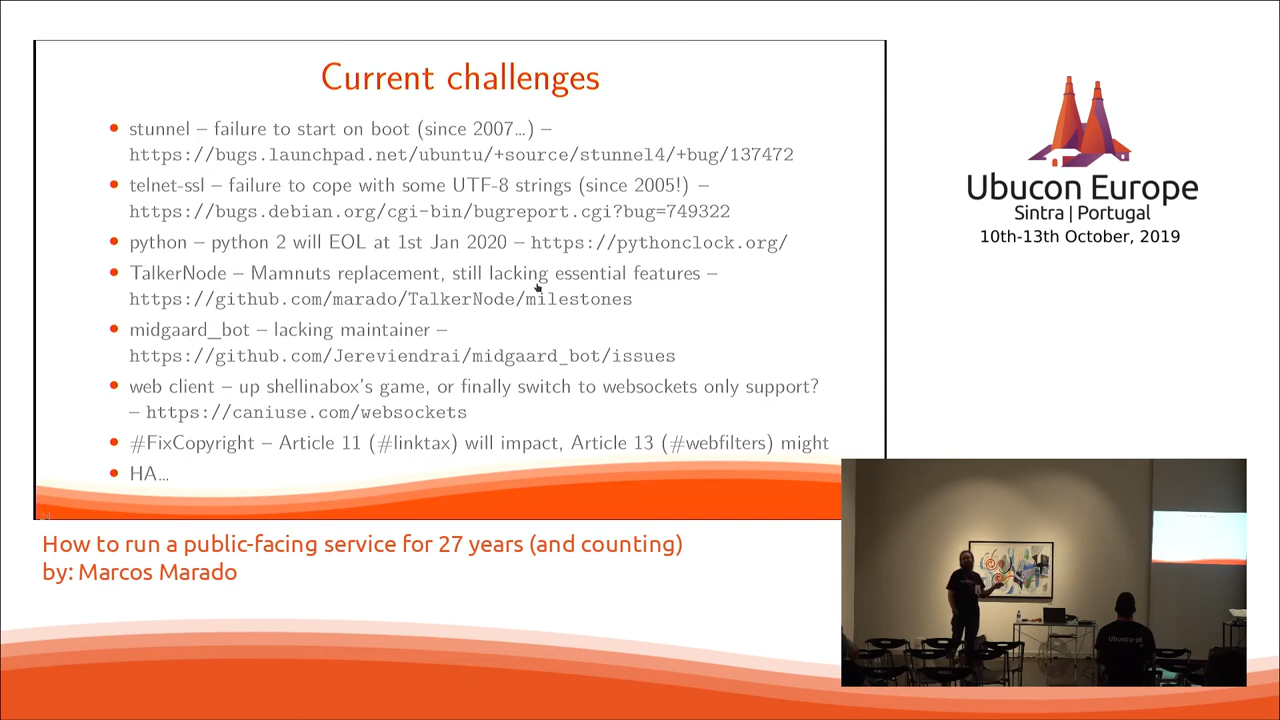 Current challenges
• stunnel – failure to start on boot (since 2007…) –
https://bugs.launchpad.net/ubuntu/+source/stunnel4/+bug/137472
• telnet-ssl – failure to cope with some UTF-8 strings (since 2005!) –
https://bugs.debian.org/cgi-bin/bugreport.cgi?bug=749322
• python – python 2 will EOL at 1st Jan 2020 – https://pythonclock.org/
• TalkerNode – Mamnuts replacement, still lacking essential features –
https://github.com/marado/TalkerNode/milestones
• midgaard_bot – lacking maintainer –
https://github.com/Jereviendrai/midgaard_bot/issues
• web client – up shellinabox's game, or finally switch to websockets only support?
– https://caniuse.com/websockets
• #FixCopyright – Article 11 (#linktax) will impact, Article 13 (#webfilters) might
• HA…
How to run a public-facing service for 27 years (and counting)
by: Marcos Marado
Ubucon Europe
Sintra | Portugal
10th-13th October, 2019
Ubuntu-pt